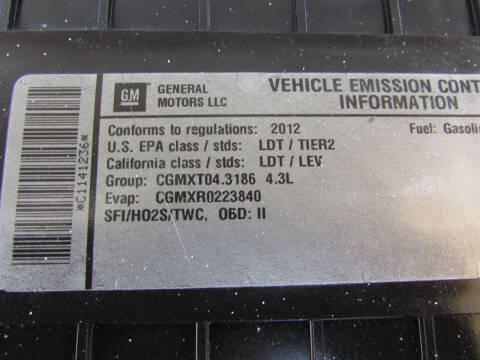 GM
GENERAL
MOTORS LLC
VEHICLE EMISSION CONT
INFORMATION
Conforms to regulations: 2012
Fuel: Gasolin
U.S. EPA class / stds: LDT / TIER2
California class / stds: LDT / LEV
Group: CGMXT04.3186 4.3L
Evap: CGMXR0223840
SFI/HO2S/TWC, OBD: II
*C1141236*